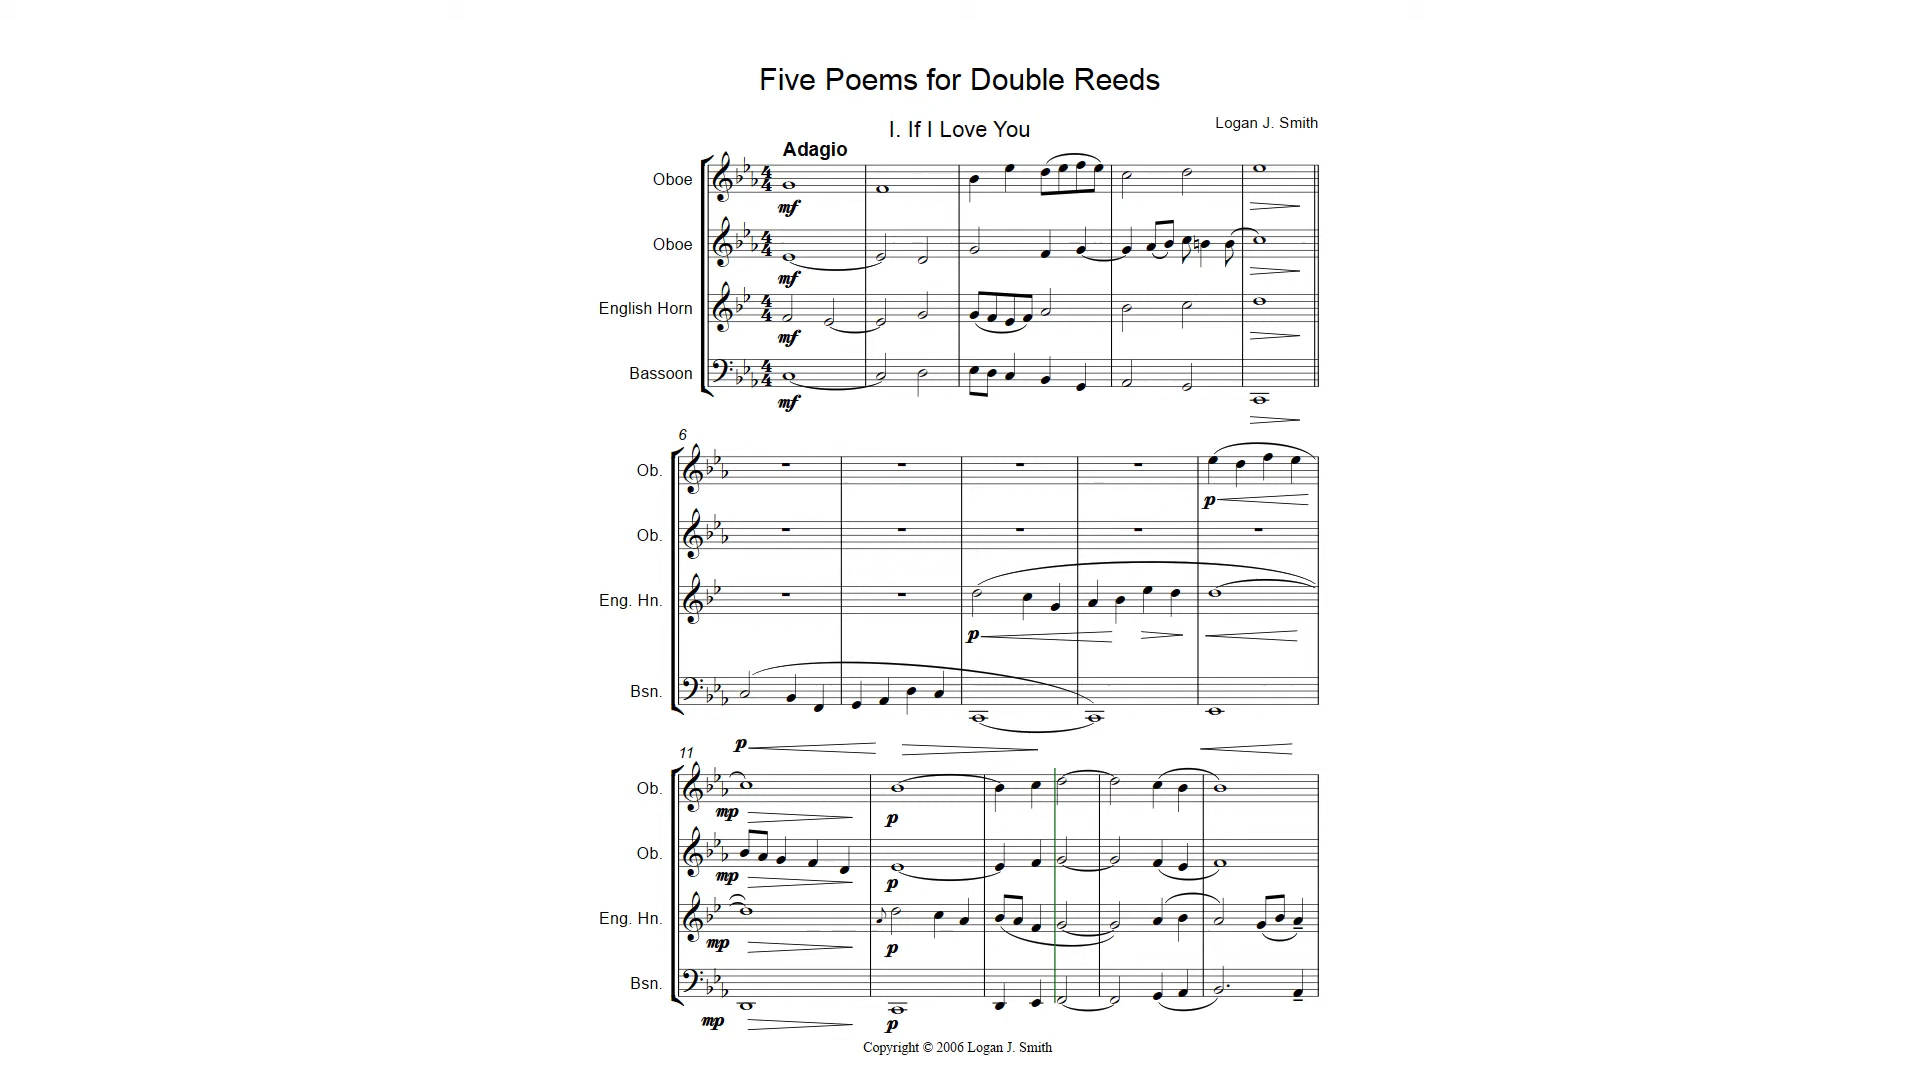 Five Poems for Double Reeds
I. If I Love You
Logan J. Smith
Adagio
Oboe
mf
Oboe
mf
English Horn
mf
Bassoon
mf
6
Ob.
p
Ob.
Eng. Hn.
p
Bsn.
p
11
Ob.
mp p
Ob.
mp p
Eng. Hn.
mp p
Bsn.
mp p
Copyright © 2006 Logan J. Smith